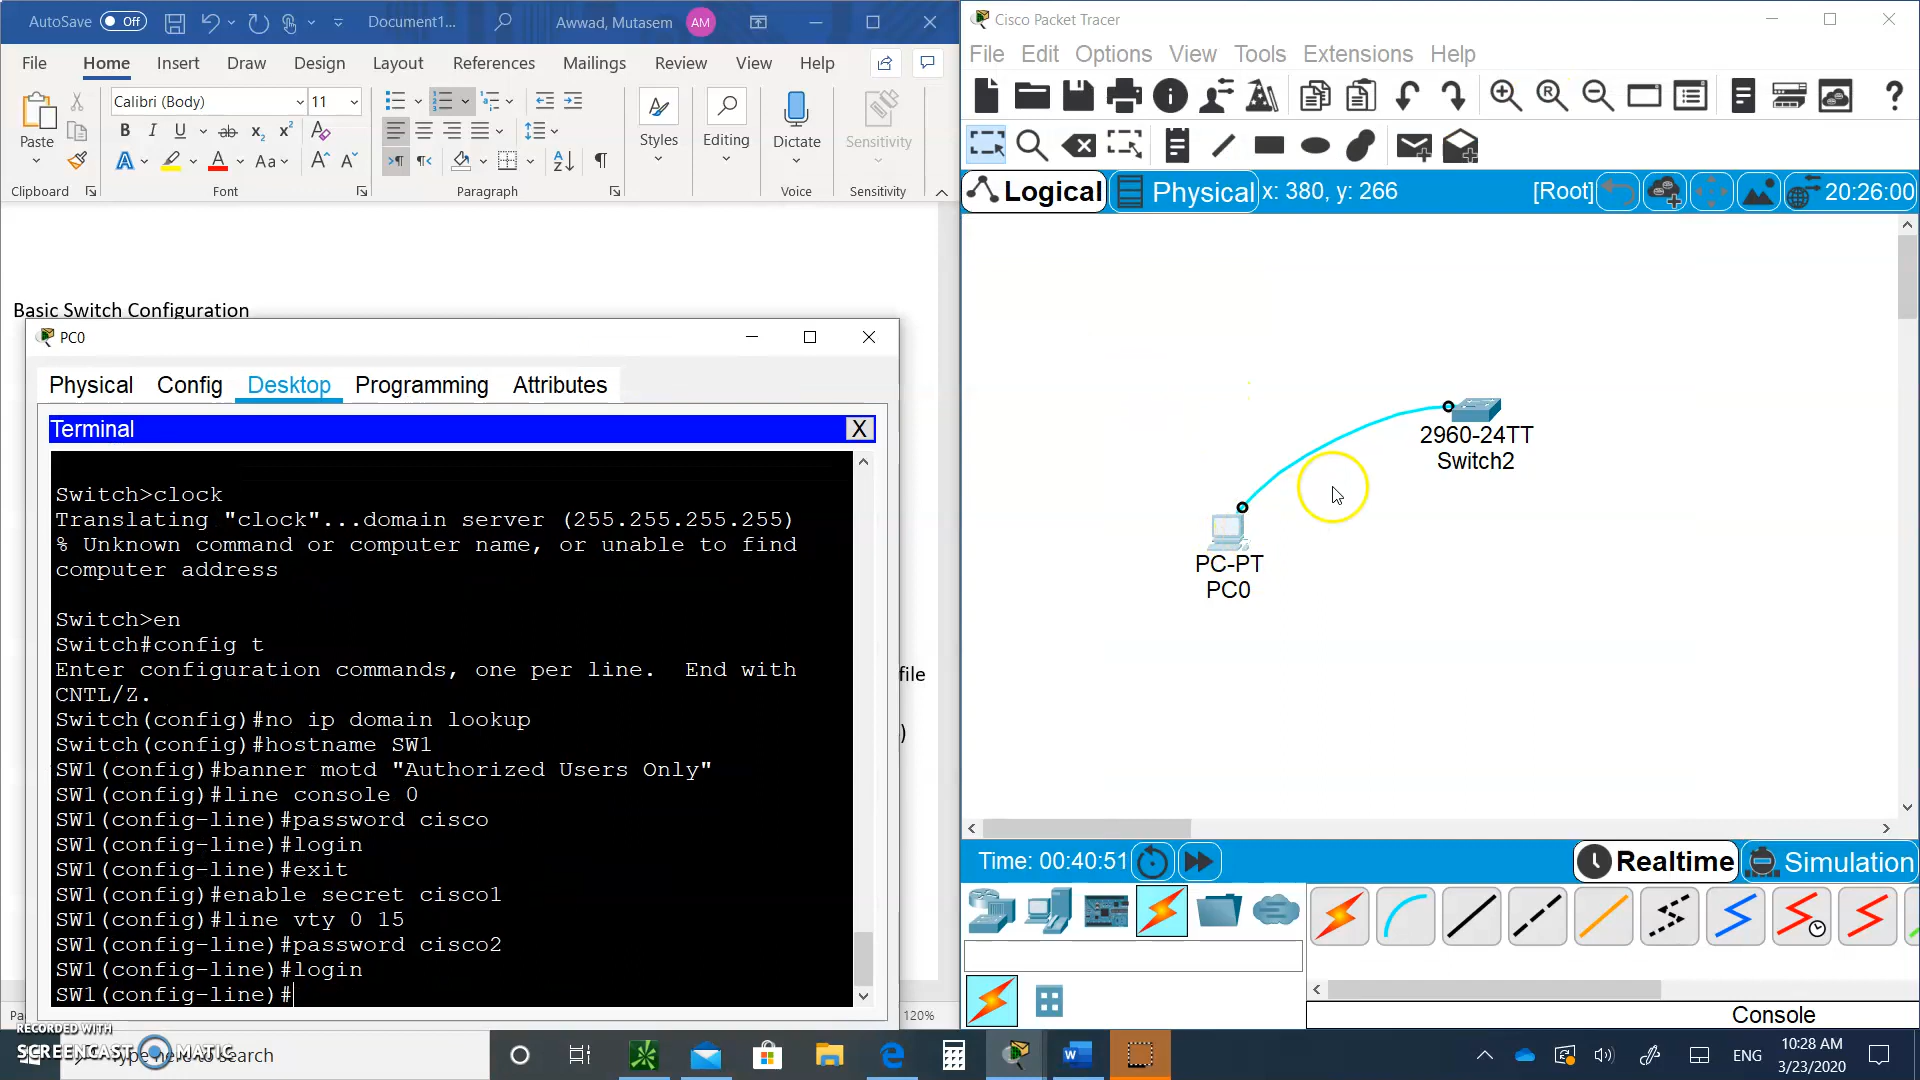 AutoSave Off Document1... Awwad, Mutasem AM
File Home Insert Draw Design Layout References Mailings Review View Help
Calibri (Body) 11
Paste
B I U ab x2 x2
A A Aa A A
Styles Editing Dictate Sensitivity
Clipboard Font Paragraph Voice Sensitivity
Basic Switch Configuration
file
)
120%
PC0
Physical Config Desktop Programming Attributes
Terminal X
Switch>clock
Translating "clock"...domain server (255.255.255.255)
% Unknown command or computer name, or unable to find
computer address
Switch>en
Switch#config t
Enter configuration commands, one per line.  End with
CNTL/Z.
Switch(config)#no ip domain lookup
Switch(config)#hostname SW1
SW1(config)#banner motd "Authorized Users Only"
SW1(config)#line console 0
SW1(config-line)#password cisco
SW1(config-line)#login
SW1(config-line)#exit
SW1(config)#enable secret cisco1
SW1(config)#line vty 0 15
SW1(config-line)#password cisco2
SW1(config-line)#login
SW1(config-line)#
Cisco Packet Tracer
File Edit Options View Tools Extensions Help
Logical Physical x: 380, y: 266 [Root] 20:26:00
2960-24TT
Switch2
PC-PT
PC0
Time: 00:40:51 Realtime Simulation
Console
RECORDED WITH
SCREENCAST MATIC
Type here to search
ENG
10:28 AM
3/23/2020